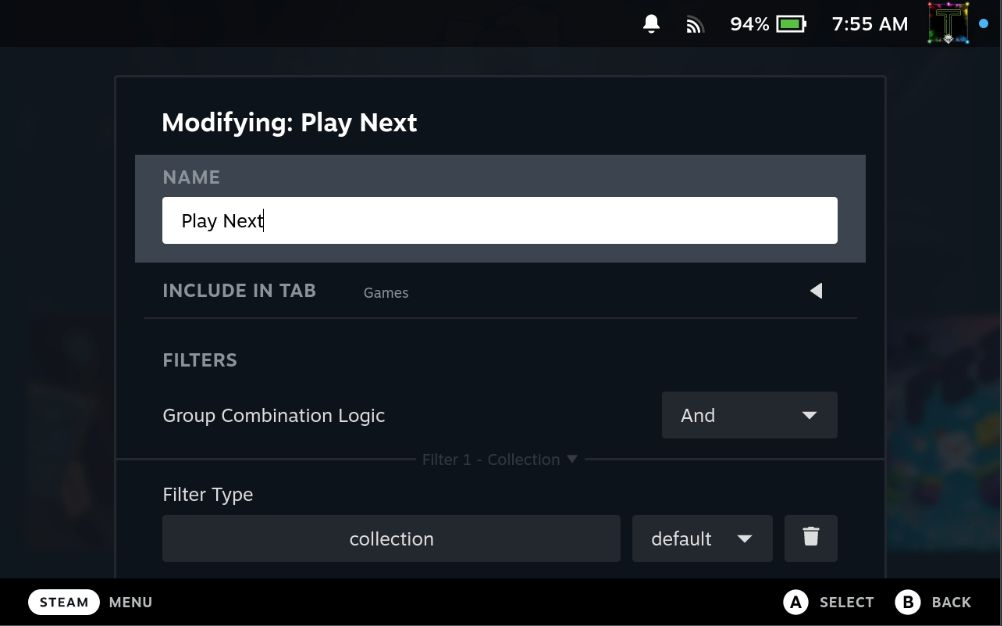 94% 7:55 AM
Modifying: Play Next
NAME
Play Next
INCLUDE IN TAB Games
FILTERS
Group Combination Logic And
Filter 1 - Collection
Filter Type
collection default
STEAM MENU A SELECT B BACK